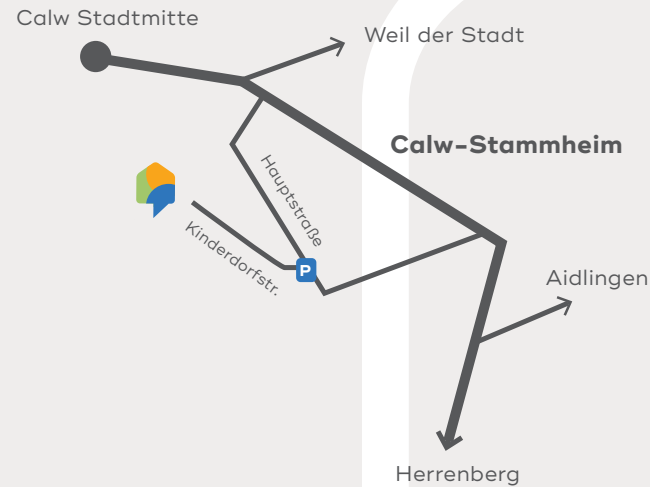 Calw Stadtmitte
Weil der Stadt
Calw-Stammheim
Hauptstraße
Kinderdorfstr.
P
Aidlingen
Herrenberg